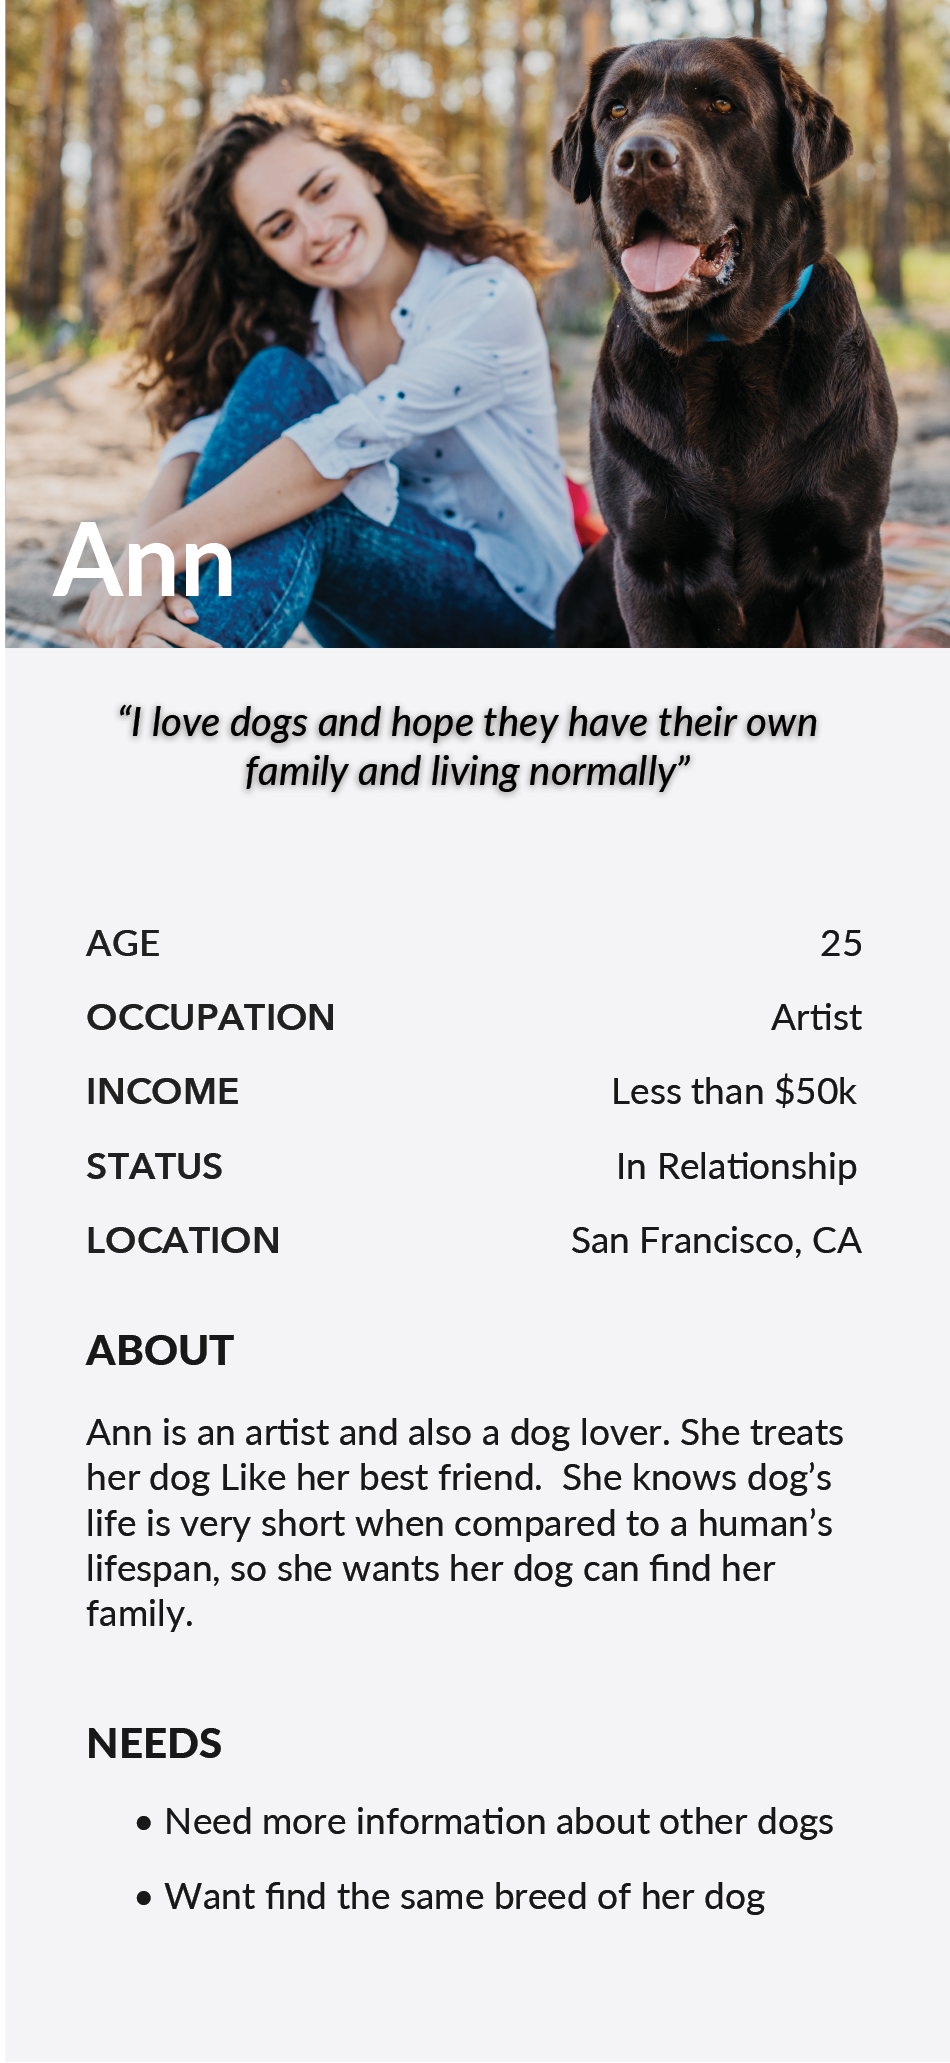 Ann
“I love dogs and hope they have their own
family and living normally”
AGE 25
OCCUPATION Artist
INCOME Less than $50k
STATUS In Relationship
LOCATION San Francisco, CA
ABOUT
Ann is an artist and also a dog lover. She treats
her dog Like her best friend.  She knows dog’s
life is very short when compared to a human’s
lifespan, so she wants her dog can find her
family.
NEEDS
• Need more information about other dogs
• Want find the same breed of her dog